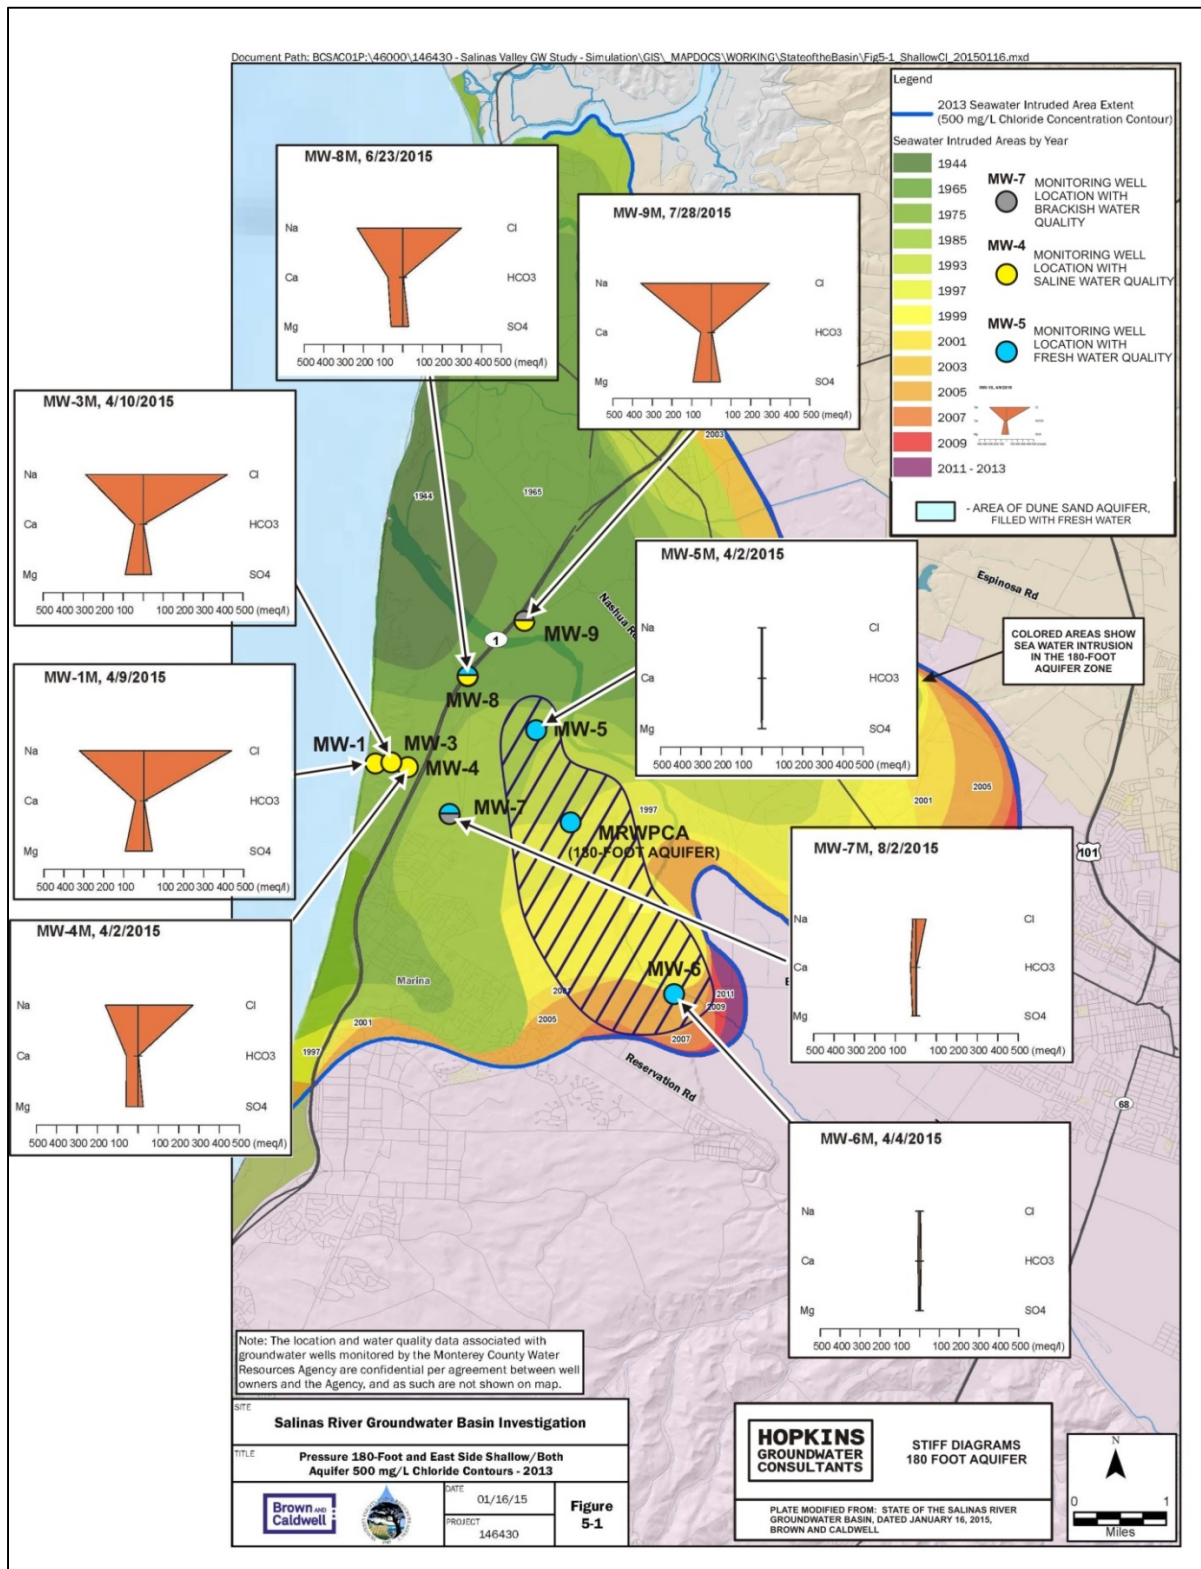 Document Path: BCSAC01P:\46000\146430 - Salinas Valley GW Study - Simulation\GIS\_MAPDOCS\WORKING\StateoftheBasin\Fig5-1_ShallowCl_20150116.mxd
Legend
2013 Seawater Intruded Area Extent
(500 mg/L Chloride Concentration Contour)
Seawater Intruded Areas by Year
1944
1965
1975
1985
1993
1997
1999
2001
2003
2005
2007
2009
2011 - 2013
MW-7
MONITORING WELL
LOCATION WITH
BRACKISH WATER
QUALITY
MW-4
MONITORING WELL
LOCATION WITH
SALINE WATER QUALITY
MW-5
MONITORING WELL
LOCATION WITH
FRESH WATER QUALITY
- AREA OF DUNE SAND AQUIFER,
FILLED WITH FRESH WATER
MW-8M, 6/23/2015
Na Cl
Ca HCO3
Mg SO4
500 400 300 200 100 100 200 300 400 500 (meq/l)
MW-9M, 7/28/2015
Na Cl
Ca HCO3
Mg SO4
500 400 300 200 100 100 200 300 400 500 (meq/l)
MW-3M, 4/10/2015
Na Cl
Ca HCO3
Mg SO4
500 400 300 200 100 100 200 300 400 500 (meq/l)
MW-5M, 4/2/2015
Na Cl
Ca HCO3
Mg SO4
500 400 300 200 100 100 200 300 400 500 (meq/l)
MW-1M, 4/9/2015
Na Cl
Ca HCO3
Mg SO4
500 400 300 200 100 100 200 300 400 500 (meq/l)
MW-7M, 8/2/2015
Na Cl
Ca HCO3
Mg SO4
500 400 300 200 100 100 200 300 400 500 (meq/l)
MW-4M, 4/2/2015
Na Cl
Ca HCO3
Mg SO4
500 400 300 200 100 100 200 300 400 500 (meq/l)
MW-6M, 4/4/2015
Na Cl
Ca HCO3
Mg SO4
500 400 300 200 100 100 200 300 400 500 (meq/l)
2003
1944
1965
Espinosa Rd
Nashua Rd
COLORED AREAS SHOW
SEA WATER INTRUSION
IN THE 180-FOOT
AQUIFER ZONE
1
MW-9
MW-8
MW-5
MW-1
MW-3
MW-4
MW-7
1997
2001
2005
MRWPCA
(180-FOOT AQUIFER)
101
MW-6
Marina
2011
2009
2005
2007
2001
1997
Reservation Rd
68
Note: The location and water quality data associated with
groundwater wells monitored by the Monterey County Water
Resources Agency are confidential per agreement between well
owners and the Agency, and as such are not shown on map.
SITE
Salinas River Groundwater Basin Investigation
TITLE
Pressure 180-Foot and East Side Shallow/Both
Aquifer 500 mg/L Chloride Contours - 2013
Brown AND
Caldwell
DATE
01/16/15
PROJECT
146430
Figure
5-1
HOPKINS
GROUNDWATER
CONSULTANTS
STIFF DIAGRAMS
180 FOOT AQUIFER
PLATE MODIFIED FROM: STATE OF THE SALINAS RIVER
GROUNDWATER BASIN, DATED JANUARY 16, 2015,
BROWN AND CALDWELL
N
0 1
Miles